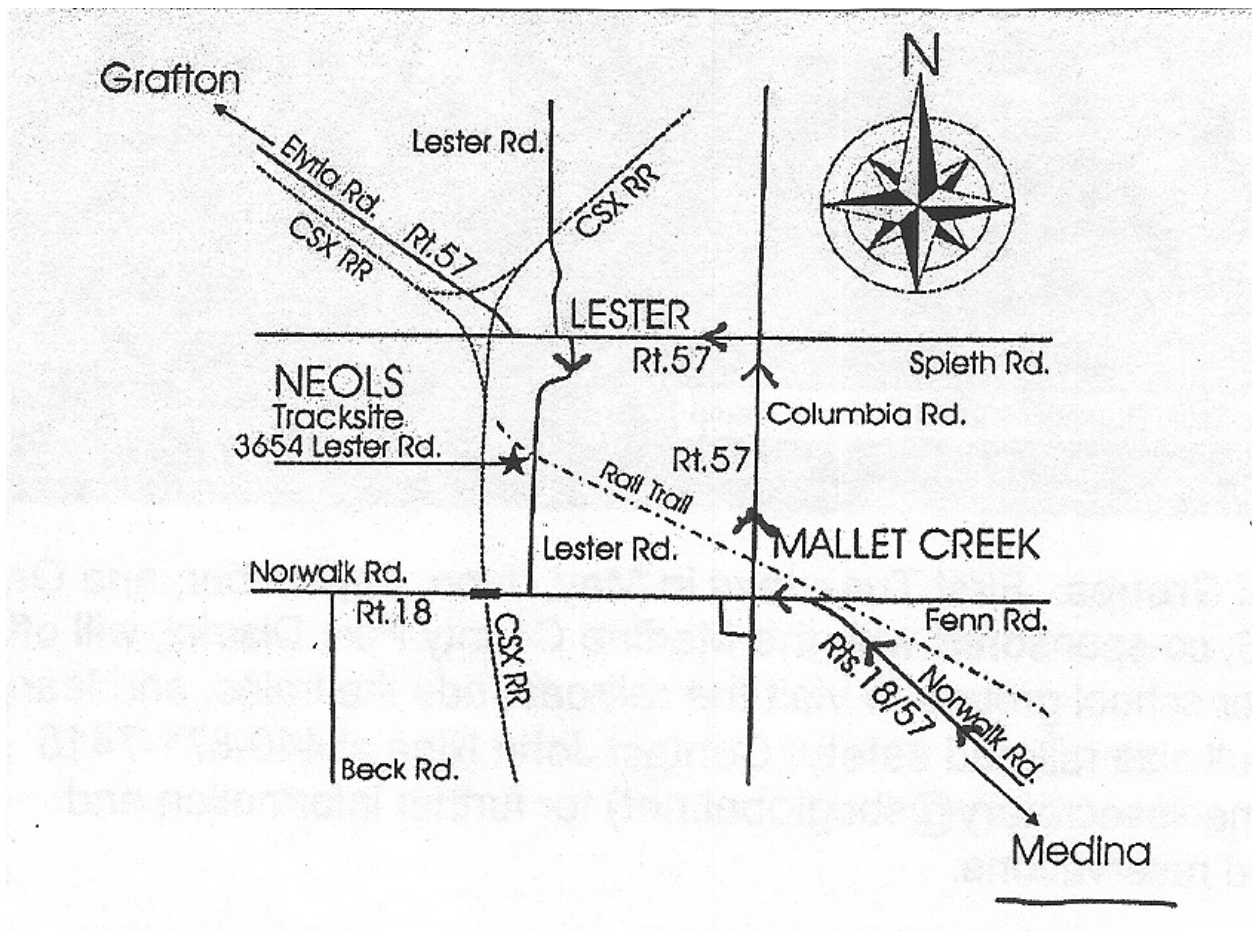 N
Grafton
Lester Rd.
CSX RR
Elyria Rd.
Rt.57
CSX RR
LESTER
Rt.57
Spieth Rd.
NEOLS
Tracksite
3654 Lester Rd.
Columbia Rd.
Rt.57
Rail Trail
Lester Rd.
MALLET CREEK
Norwalk Rd.
Rt.18
Fenn Rd.
CSX RR
Rts.18/57
Norwalk Rd.
Beck Rd.
Medina